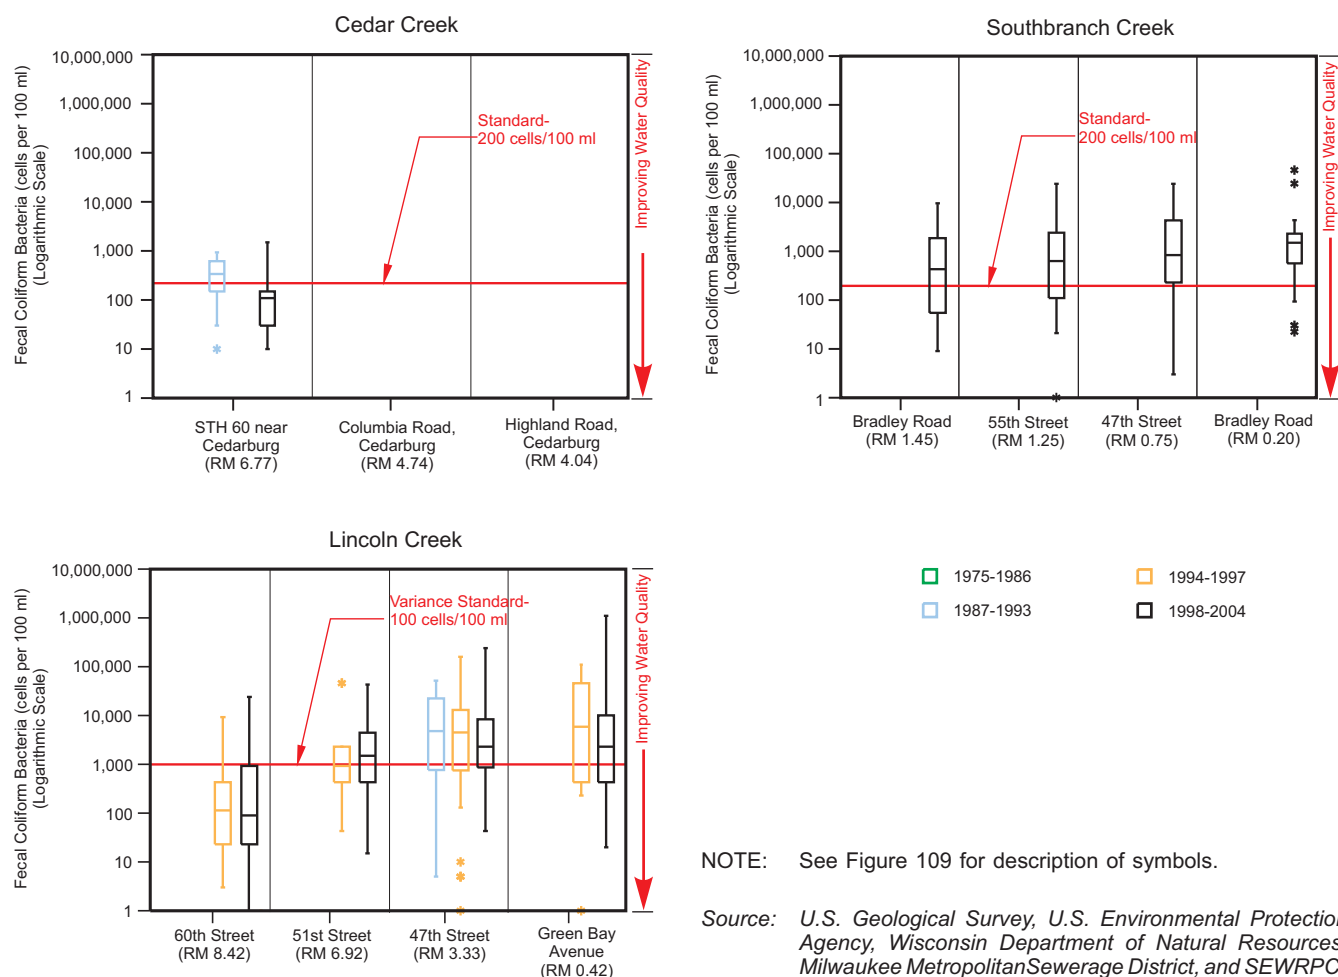 Cedar Creek
Fecal Coliform Bacteria (cells per 100 ml)
(Logarithmic Scale)
10,000,000
1,000,000
100,000
10,000
1,000
100
10
1
Standard-
200 cells/100 ml
Improving Water Quality
STH 60 near
Cedarburg
(RM 6.77)
Columbia Road,
Cedarburg
(RM 4.74)
Highland Road,
Cedarburg
(RM 4.04)
Southbranch Creek
Fecal Coliform Bacteria (cells per 100 ml)
(Logarithmic Scale)
10,000,000
1,000,000
100,000
10,000
1,000
100
10
1
Standard-
200 cells/100 ml
Improving Water Quality
Bradley Road
(RM 1.45)
55th Street
(RM 1.25)
47th Street
(RM 0.75)
Bradley Road
(RM 0.20)
Lincoln Creek
Fecal Coliform Bacteria (cells per 100 ml)
(Logarithmic Scale)
10,000,000
1,000,000
100,000
10,000
1,000
100
10
1
Variance Standard-
100 cells/100 ml
Improving Water Quality
60th Street
(RM 8.42)
51st Street
(RM 6.92)
47th Street
(RM 3.33)
Green Bay
Avenue
(RM 0.42)
1975-1986
1987-1993
1994-1997
1998-2004
NOTE: See Figure 109 for description of symbols.
Source: U.S. Geological Survey, U.S. Environmental Protection
Agency, Wisconsin Department of Natural Resources
Milwaukee MetropolitanSewerage District, and SEWRPC